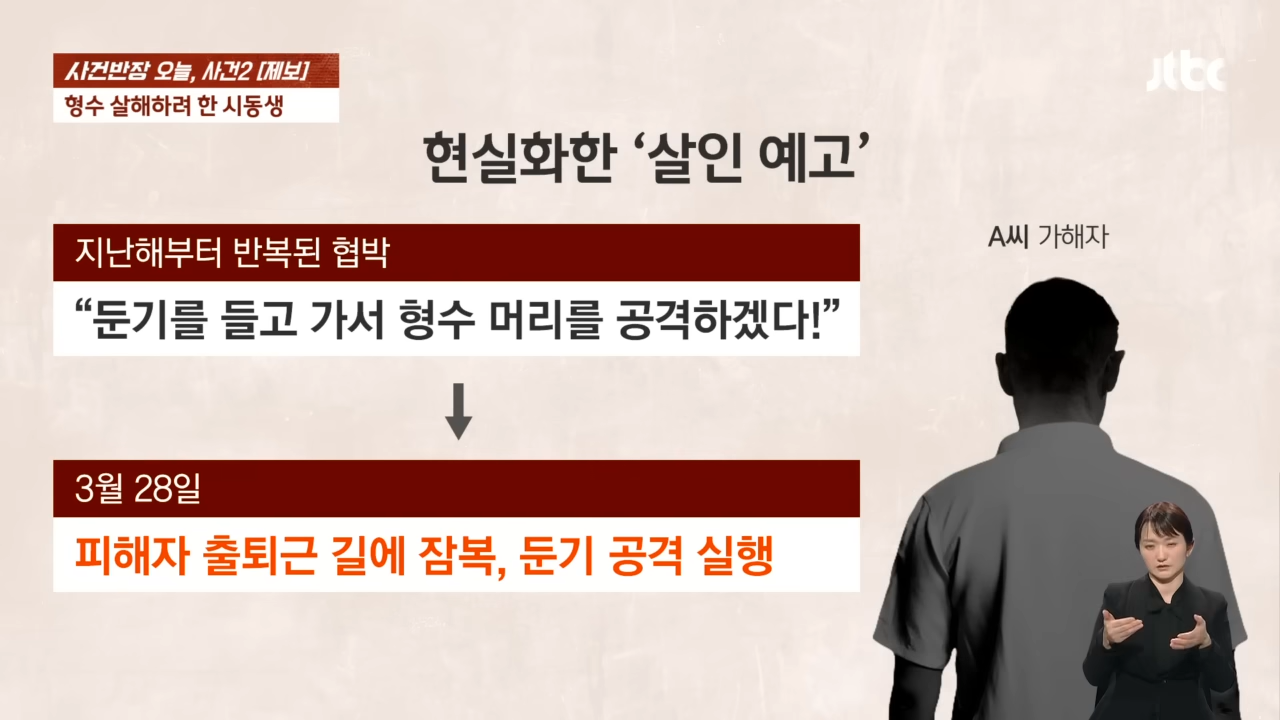 사건반장 오늘, 사건2 [제보]
형수 살해하려 한 시동생
jtbc
현실화한 ‘살인 예고’
지난해부터 반복된 협박
“둔기를 들고 가서 형수 머리를 공격하겠다!”
A씨 가해자
3월 28일
피해자 출퇴근 길에 잠복, 둔기 공격 실행